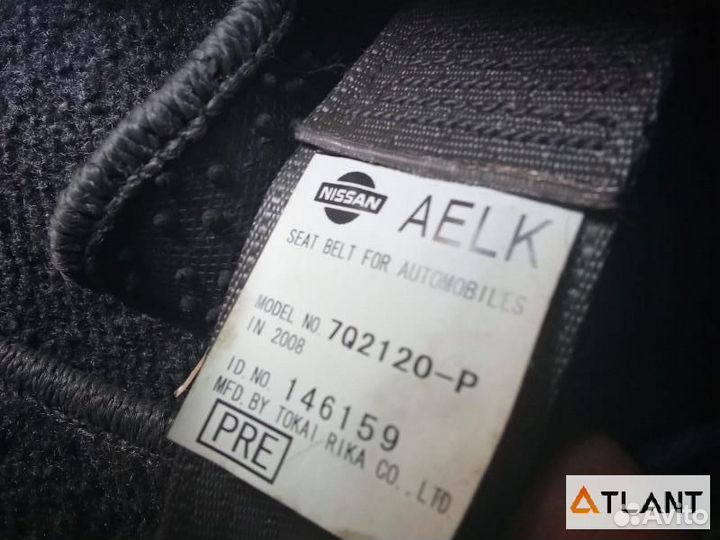 NISSAN AELK
SEAT BELT FOR AUTOMOBILES
MODEL NO. 7Q2120-P
IN 2008
ID. NO. 146159
MFD. BY TOKAI RIKA CO., LTD.
PRE
ATLANT
Avito